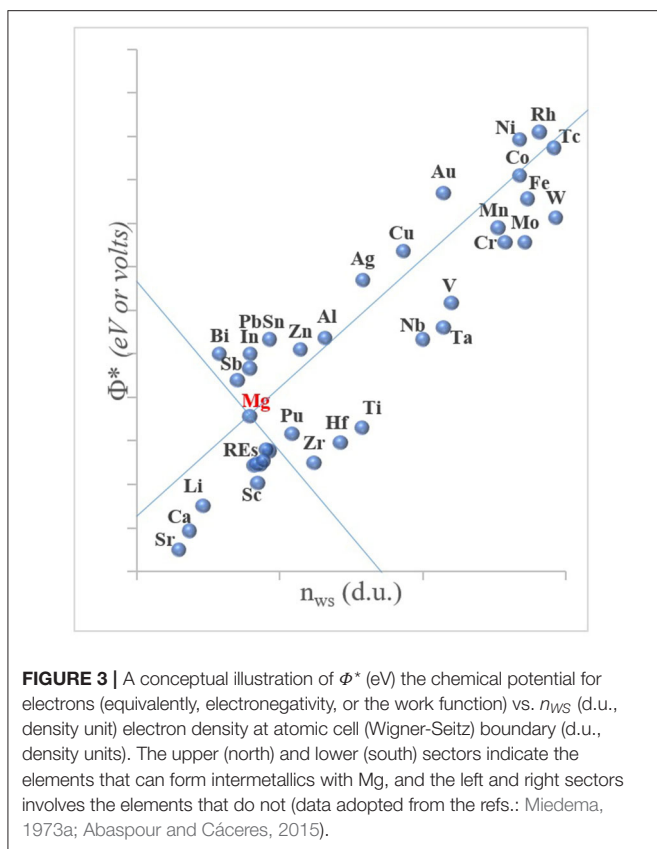 Φ* (eV or volts)
Rh
Ni
Tc
Co
Au
Fe
W
Mn
Mo
Cu
Cr
Ag
V
PbSn
Al
Bi
In
Zn
Nb
Ta
Sb
Mg
Pu
Ti
Hf
REs
Zr
Sc
Li
Ca
Sr
n_WS (d.u.)
FIGURE 3 | A conceptual illustration of Φ* (eV) the chemical potential for
electrons (equivalently, electronegativity, or the work function) vs. n_WS (d.u.,
density unit) electron density at atomic cell (Wigner-Seitz) boundary (d.u.,
density units). The upper (north) and lower (south) sectors indicate the
elements that can form intermetallics with Mg, and the left and right sectors
involves the elements that do not (data adopted from the refs.: Miedema,
1973a; Abaspour and Cáceres, 2015).